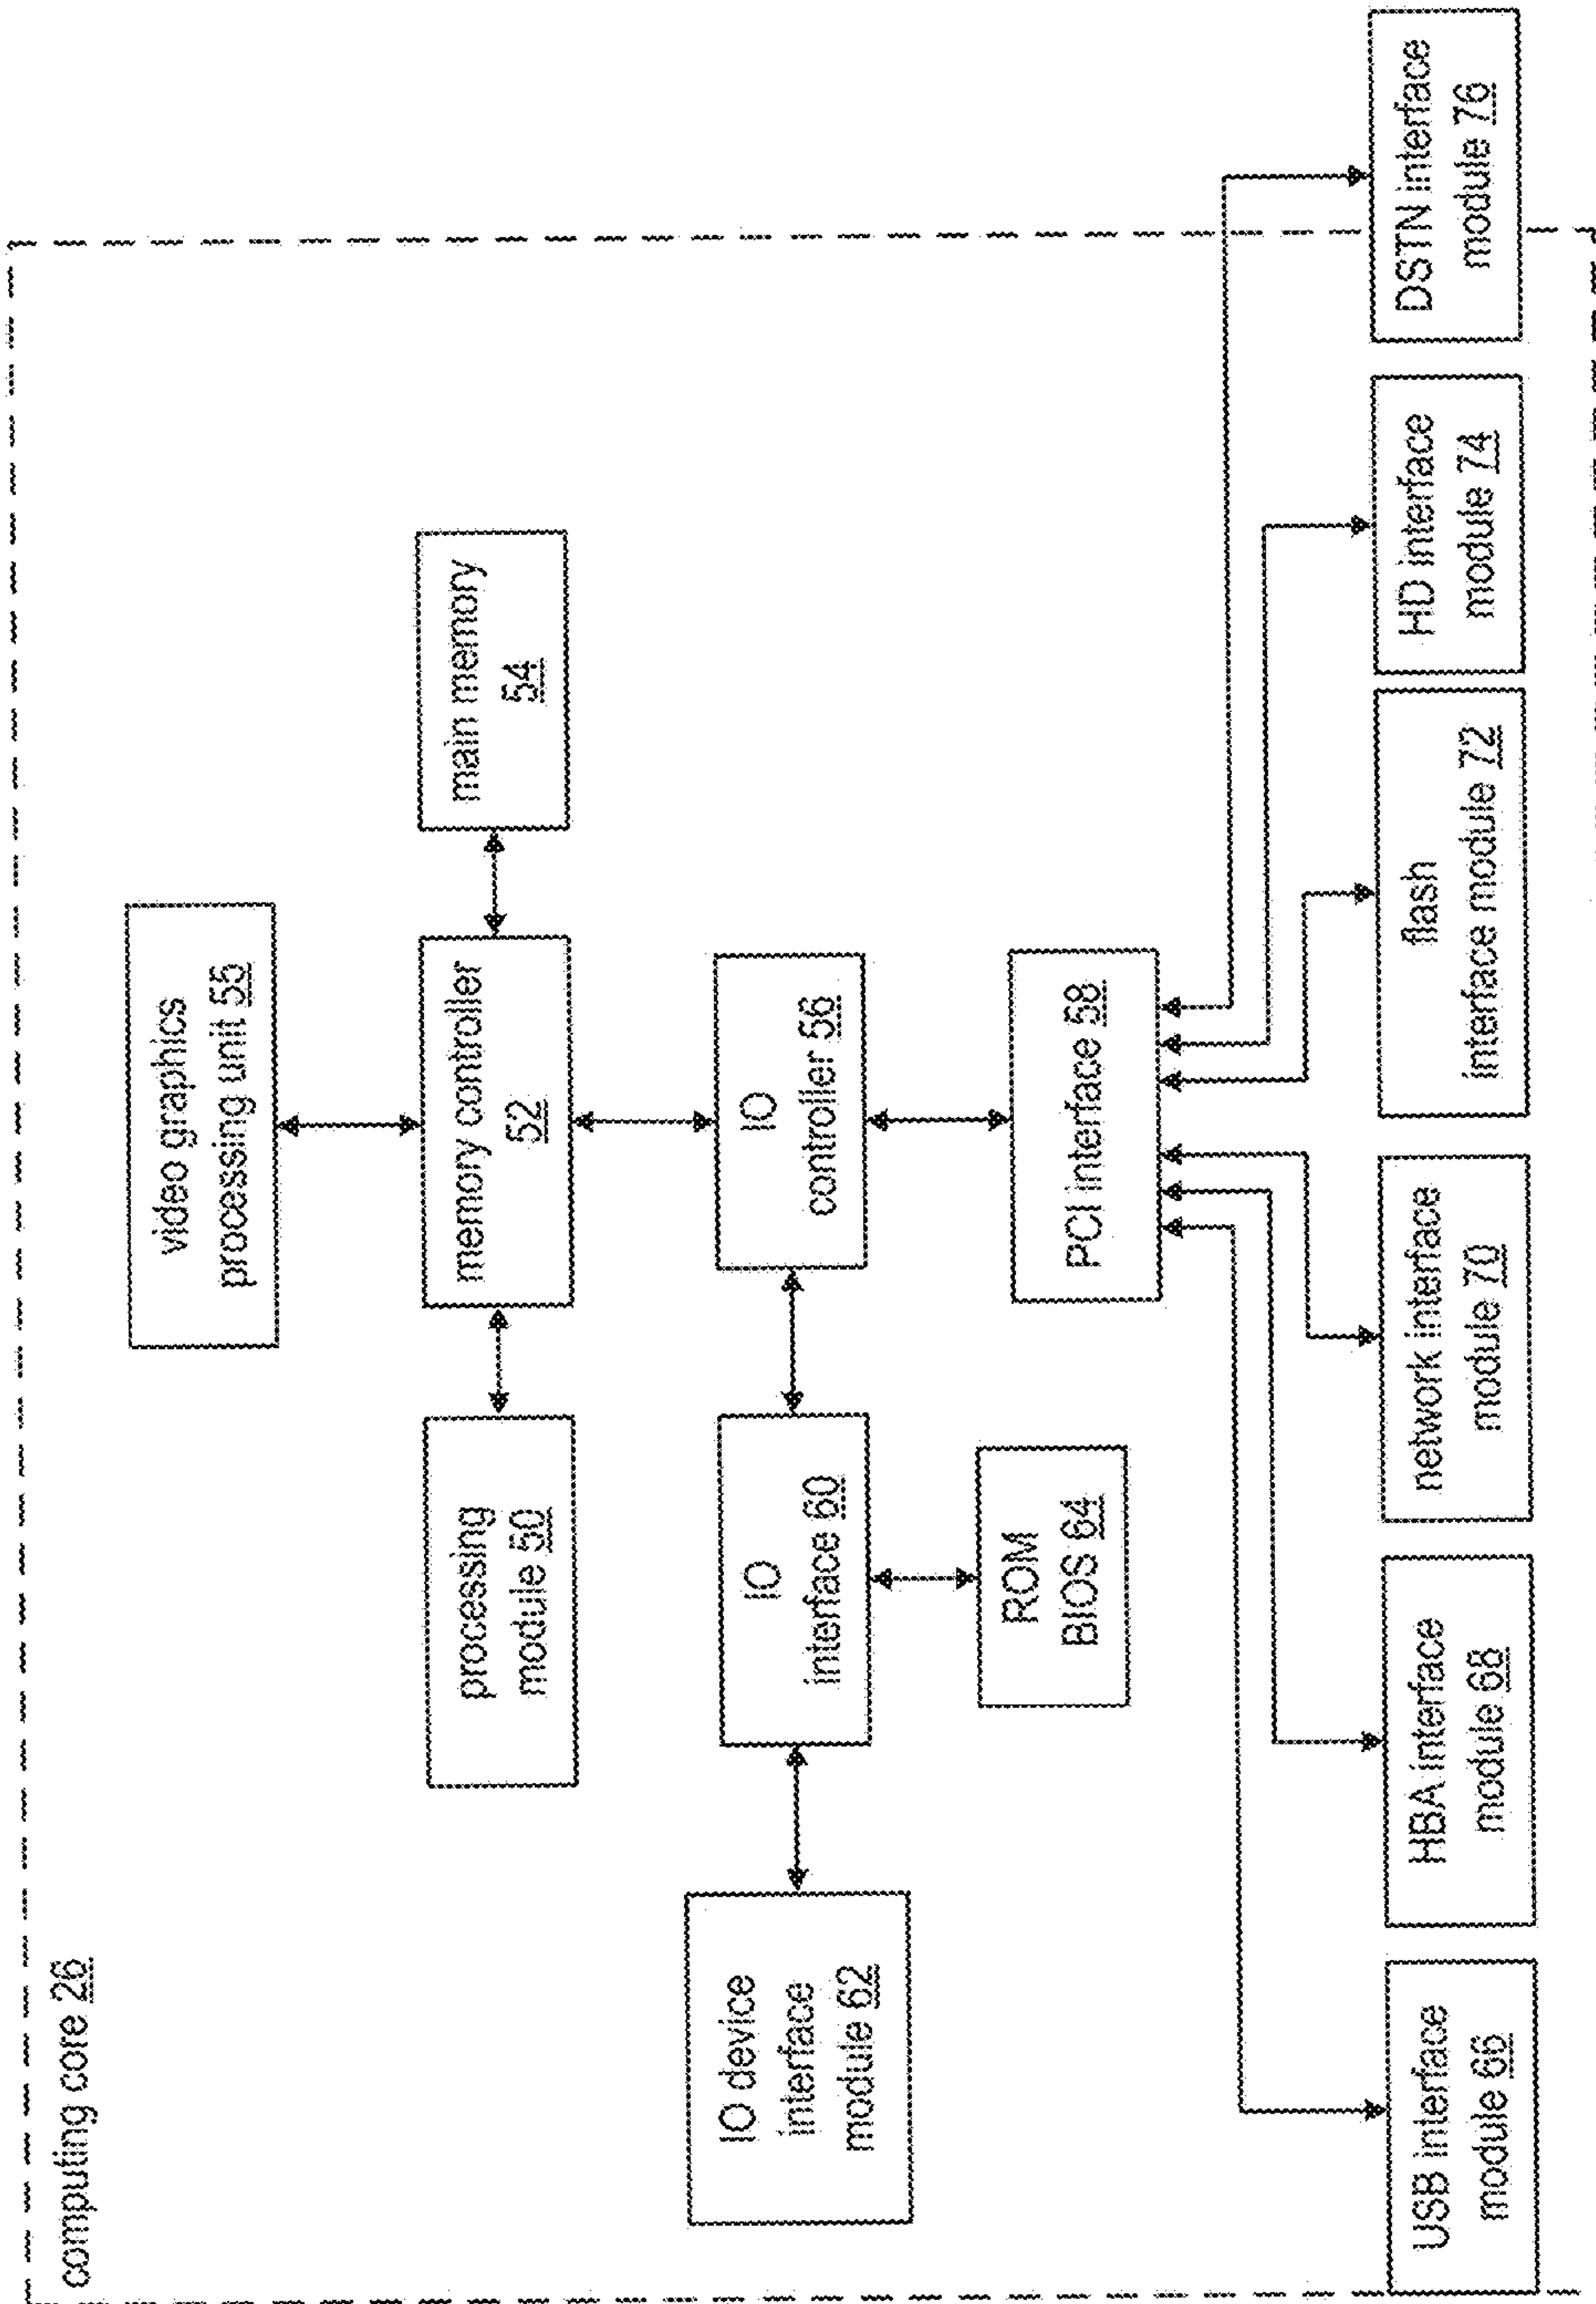 computing core 26
video graphics
processing unit 55
processing
module 50
memory controller
52
main memory
54
IO device
interface
module 62
IO
interface 60
IO
controller 56
ROM
BIOS 64
PCI interface 58
USB interface
module 66
HBA interface
module 68
network interface
module 70
flash
interface module 72
HD interface
module 74
DSTN interface
module 76